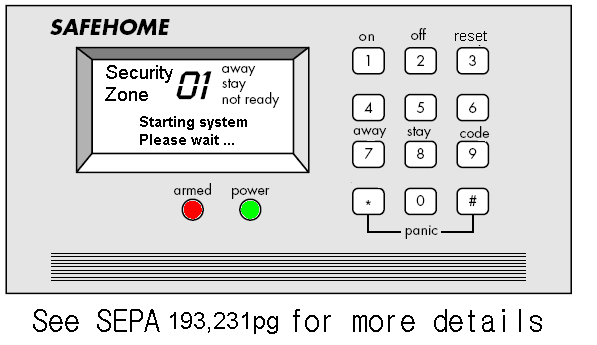 SAFEHOME
Security Zone 01
away
stay
not ready
Starting system
Please wait ...
armed power
on off reset
1 2 3
4 5 6
away stay code
7 8 9
* 0 #
panic
See SEPA 193,231pg for more details